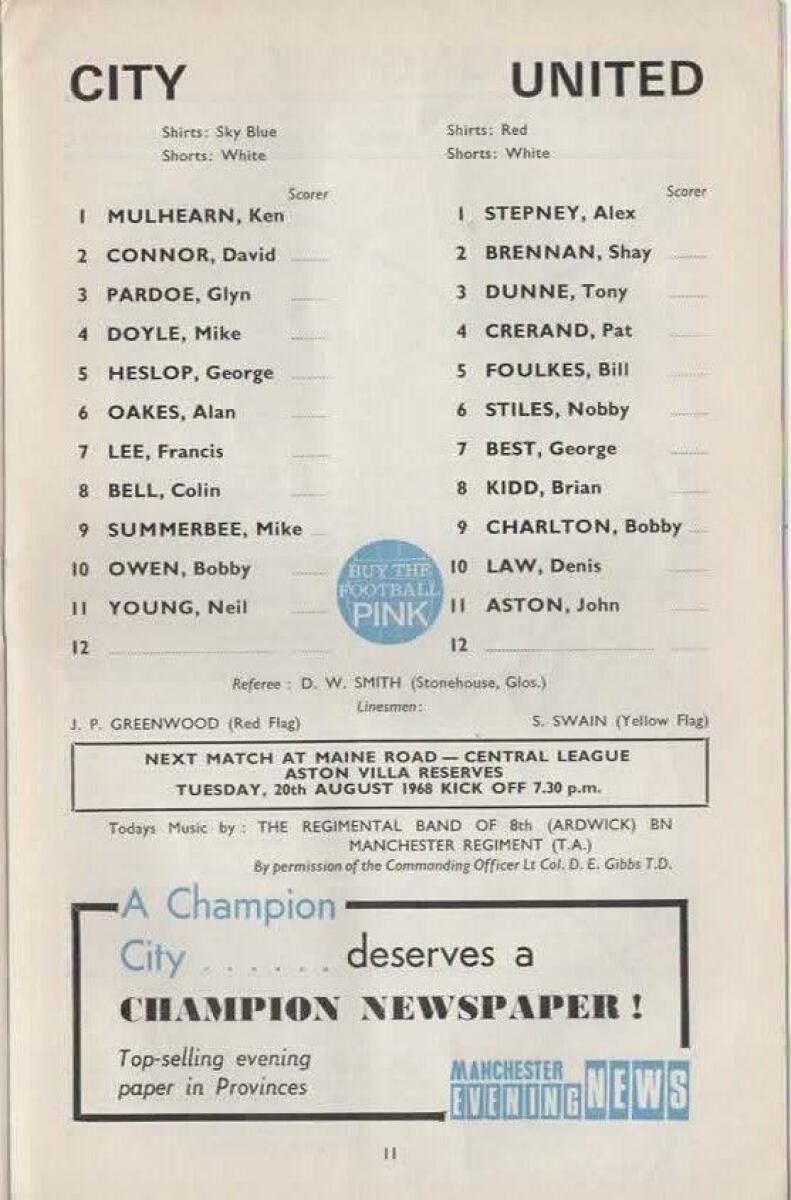 CITY
UNITED
Shirts: Sky Blue
Shorts: White
Shirts: Red
Shorts: White
Scorer
1 MULHEARN, Ken
2 CONNOR, David
3 PARDOE, Glyn
4 DOYLE, Mike
5 HESLOP, George
6 OAKES, Alan
7 LEE, Francis
8 BELL, Colin
9 SUMMERBEE, Mike
10 OWEN, Bobby
11 YOUNG, Neil
12
Scorer
1 STEPNEY, Alex
2 BRENNAN, Shay
3 DUNNE, Tony
4 CRERAND, Pat
5 FOULKES, Bill
6 STILES, Nobby
7 BEST, George
8 KIDD, Brian
9 CHARLTON, Bobby
10 LAW, Denis
11 ASTON, John
12
BUY THE
FOOTBALL
PINK
Referee : D. W. SMITH (Stonehouse, Glos.)
Linesmen :
J. P. GREENWOOD (Red Flag)
S. SWAIN (Yellow Flag)
NEXT MATCH AT MAINE ROAD — CENTRAL LEAGUE
ASTON VILLA RESERVES
TUESDAY, 20th AUGUST 1968 KICK OFF 7.30 p.m.
Todays Music by : THE REGIMENTAL BAND OF 8th (ARDWICK) BN
MANCHESTER REGIMENT (T.A.)
By permission of the Commanding Officer Lt Col. D. E. Gibbs T.D.
A Champion
City . . . . . . deserves a
CHAMPION NEWSPAPER !
Top-selling evening
paper in Provinces
MANCHESTER
EVENING NEWS
11